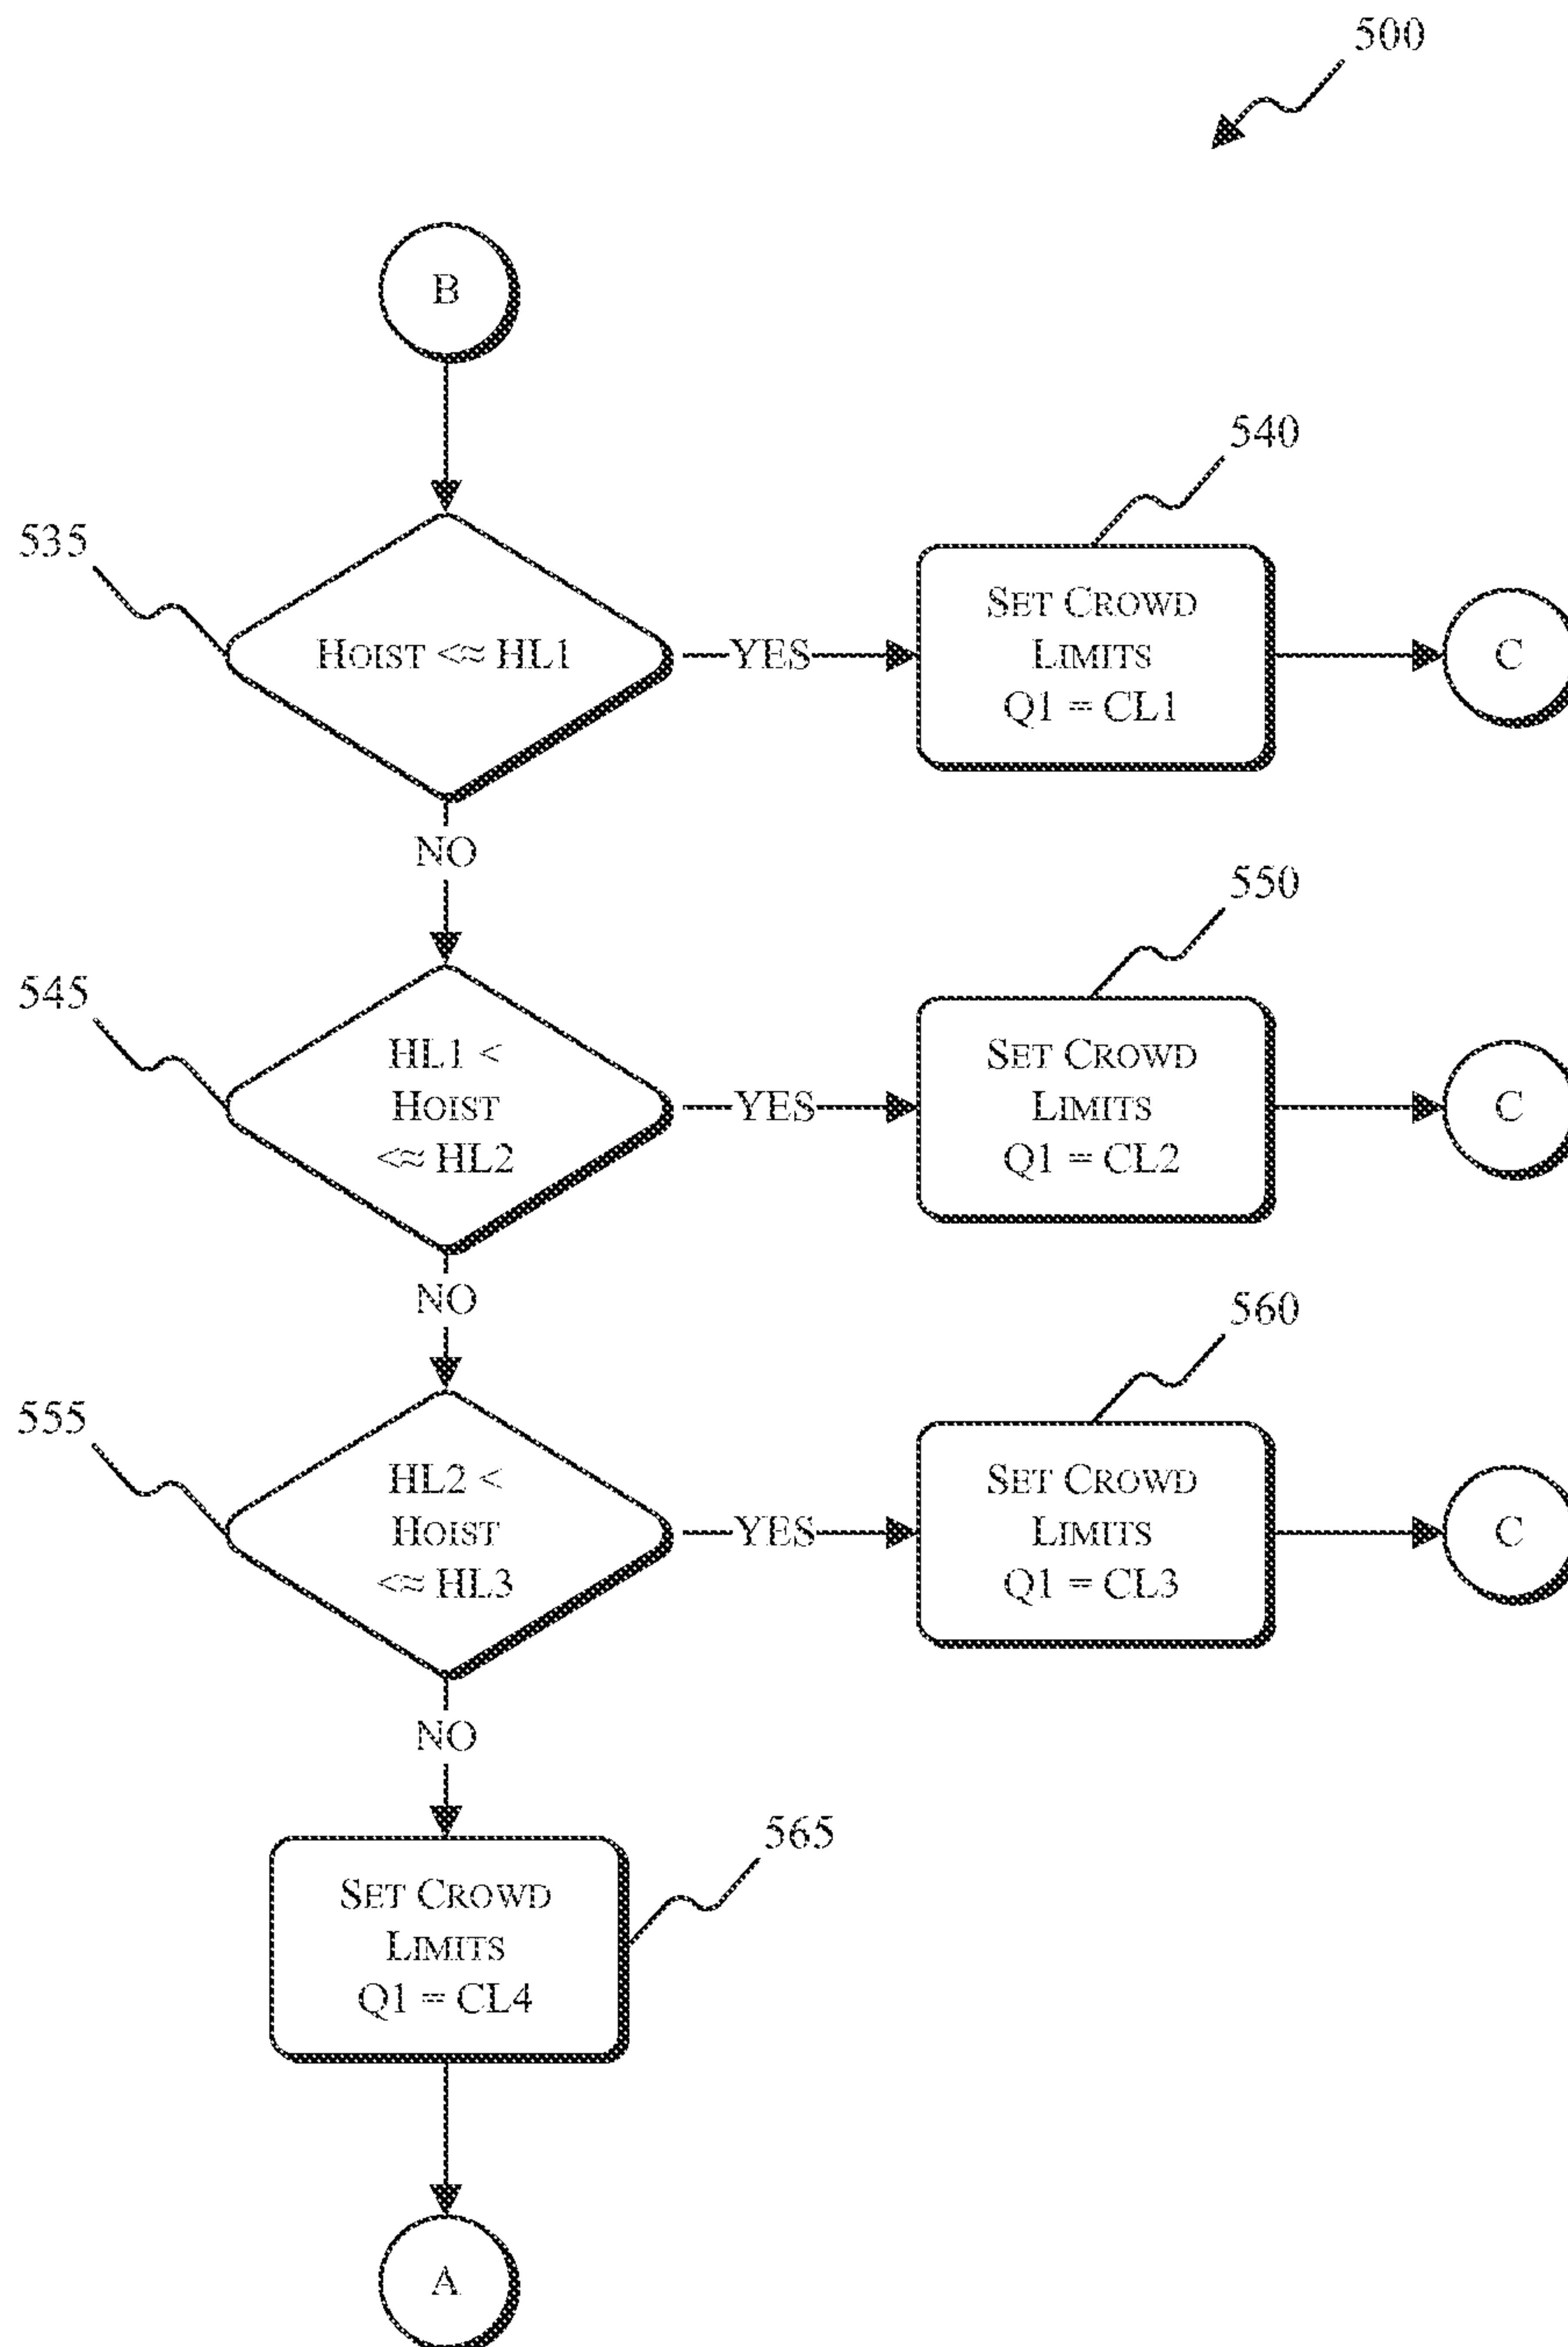 500
B
540
535
HOIST <≈ HL1
YES
SET CROWD
LIMITS
Q1 = CL1
C
NO
550
545
HL1 <
HOIST
<≈ HL2
YES
SET CROWD
LIMITS
Q1 = CL2
C
NO
560
555
HL2 <
HOIST
<≈ HL3
YES
SET CROWD
LIMITS
Q1 = CL3
C
NO
565
SET CROWD
LIMITS
Q1 = CL4
A